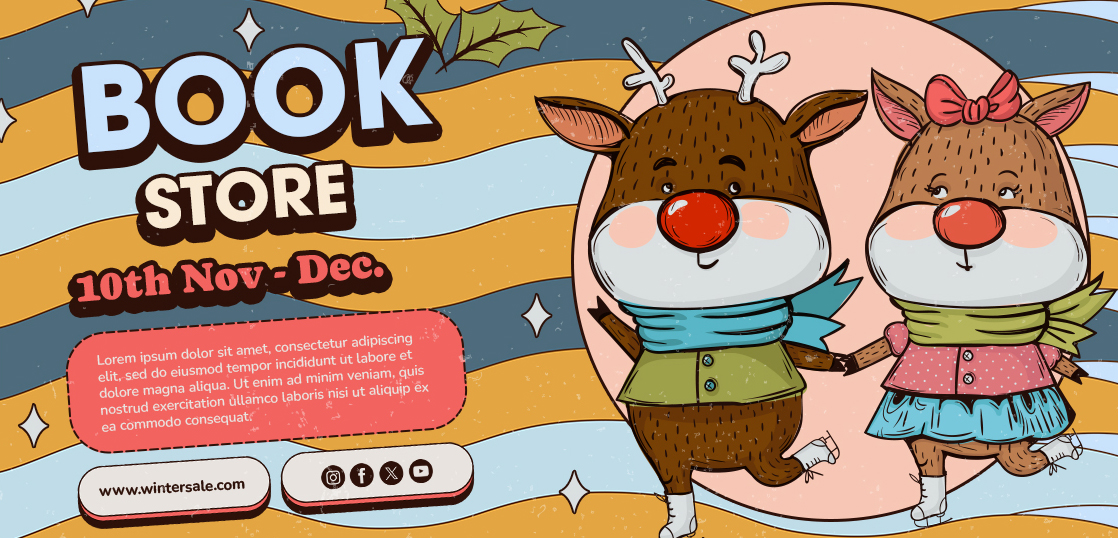 BOOK
STORE
10th Nov - Dec.
Lorem ipsum dolor sit amet, consectetur adipiscing
elit, sed do eiusmod tempor incididunt ut labore et
dolore magna aliqua. Ut enim ad minim veniam, quis
nostrud exercitation ullamco laboris nisi ut aliquip ex
ea commodo consequat.
www.wintersale.com